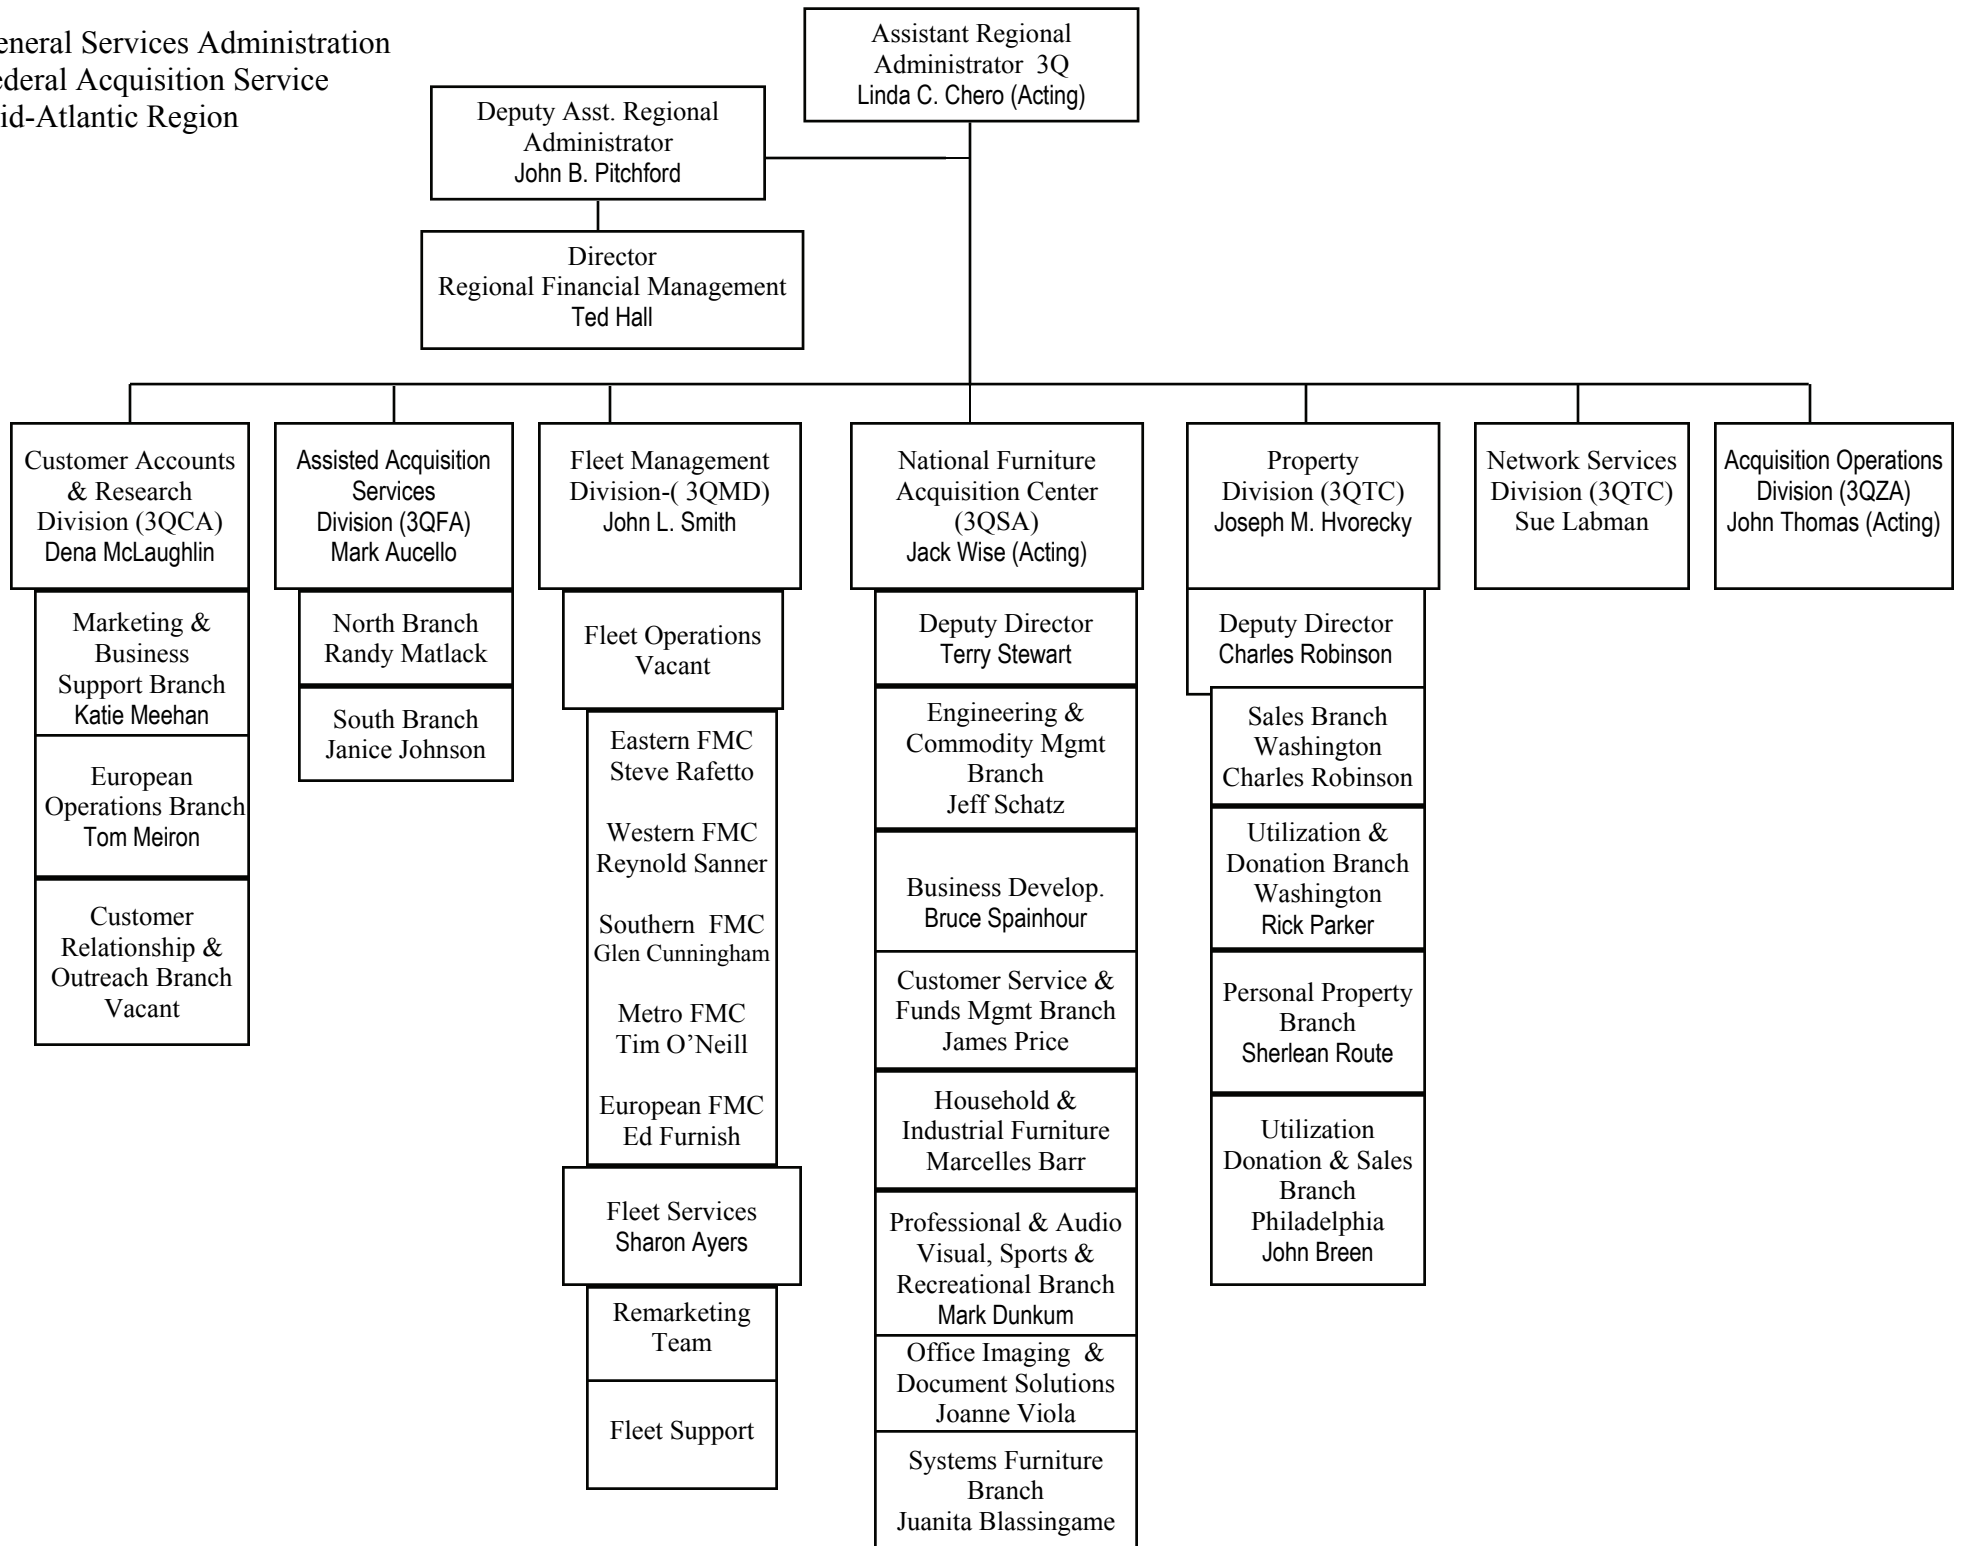 eneral Services Administration
ederal Acquisition Service
id-Atlantic Region
Assistant Regional
Administrator 3Q
Linda C. Chero (Acting)
Deputy Asst. Regional
Administrator
John B. Pitchford
Director
Regional Financial Management
Ted Hall
Customer Accounts
& Research
Division (3QCA)
Dena McLaughlin
Marketing &
Business
Support Branch
Katie Meehan
European
Operations Branch
Tom Meiron
Customer
Relationship &
Outreach Branch
Vacant
Assisted Acquisition
Services
Division (3QFA)
Mark Aucello
North Branch
Randy Matlack
South Branch
Janice Johnson
Fleet Management
Division-( 3QMD)
John L. Smith
Fleet Operations
Vacant
Eastern FMC
Steve Rafetto
Western FMC
Reynold Sanner
Southern FMC
Glen Cunningham
Metro FMC
Tim O’Neill
European FMC
Ed Furnish
Fleet Services
Sharon Ayers
Remarketing
Team
Fleet Support
National Furniture
Acquisition Center
(3QSA)
Jack Wise (Acting)
Deputy Director
Terry Stewart
Engineering &
Commodity Mgmt
Branch
Jeff Schatz
Business Develop.
Bruce Spainhour
Customer Service &
Funds Mgmt Branch
James Price
Household &
Industrial Furniture
Marcelles Barr
Professional & Audio
Visual, Sports &
Recreational Branch
Mark Dunkum
Office Imaging &
Document Solutions
Joanne Viola
Systems Furniture
Branch
Juanita Blassingame
Property
Division (3QTC)
Joseph M. Hvorecky
Deputy Director
Charles Robinson
Sales Branch
Washington
Charles Robinson
Utilization &
Donation Branch
Washington
Rick Parker
Personal Property
Branch
Sherlean Route
Utilization
Donation & Sales
Branch
Philadelphia
John Breen
Network Services
Division (3QTC)
Sue Labman
Acquisition Operations
Division (3QZA)
John Thomas (Acting)